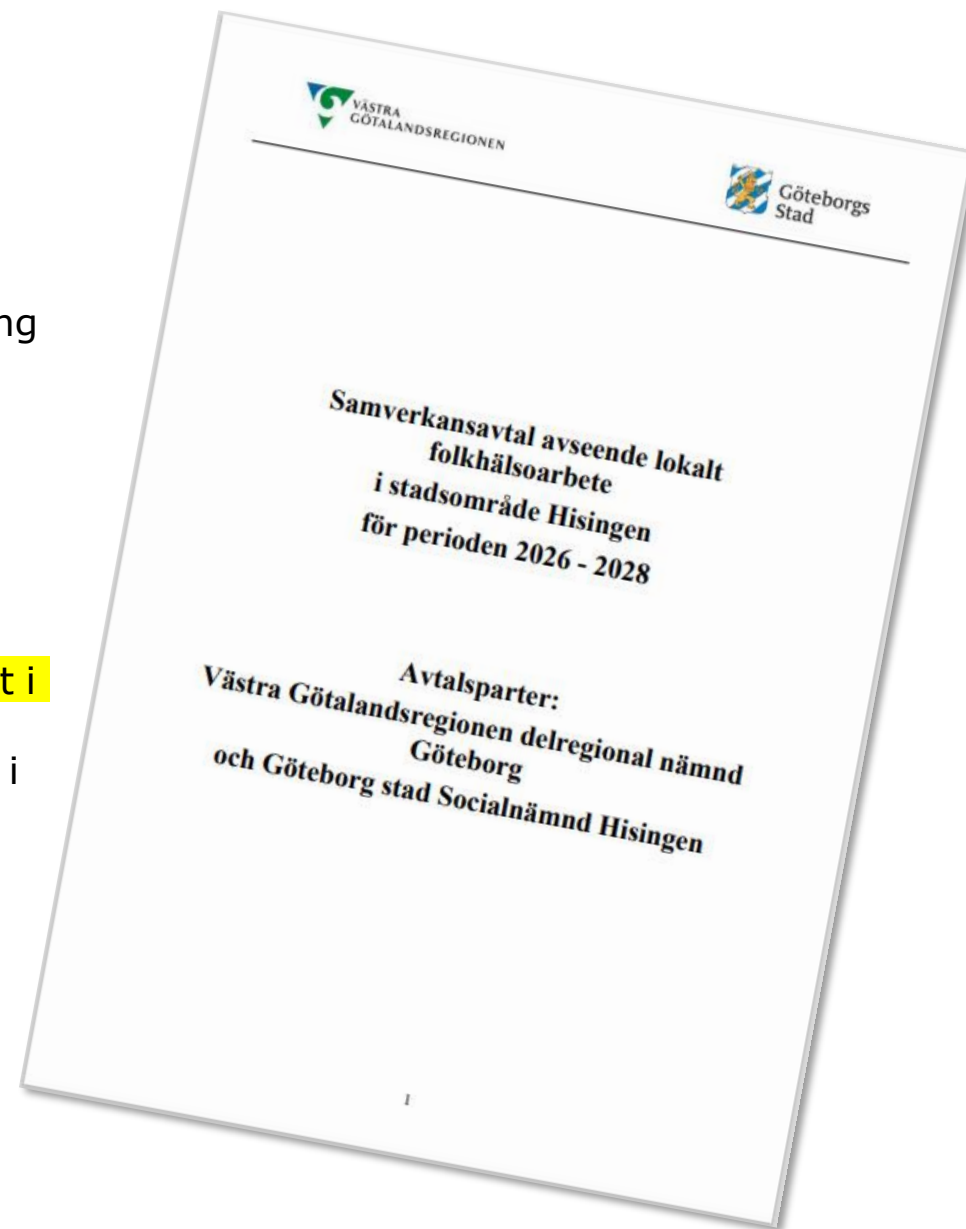 ng
t i
i
VÄSTRA
GÖTALANDSREGIONEN
Göteborgs
Stad
Samverkansavtal avseende lokalt
folkhälsoarbete
i stadsområde Hisingen
för perioden 2026 - 2028
Avtalsparter:
Västra Götalandsregionen delregional nämnd
Göteborg
och Göteborg stad Socialnämnd Hisingen
1